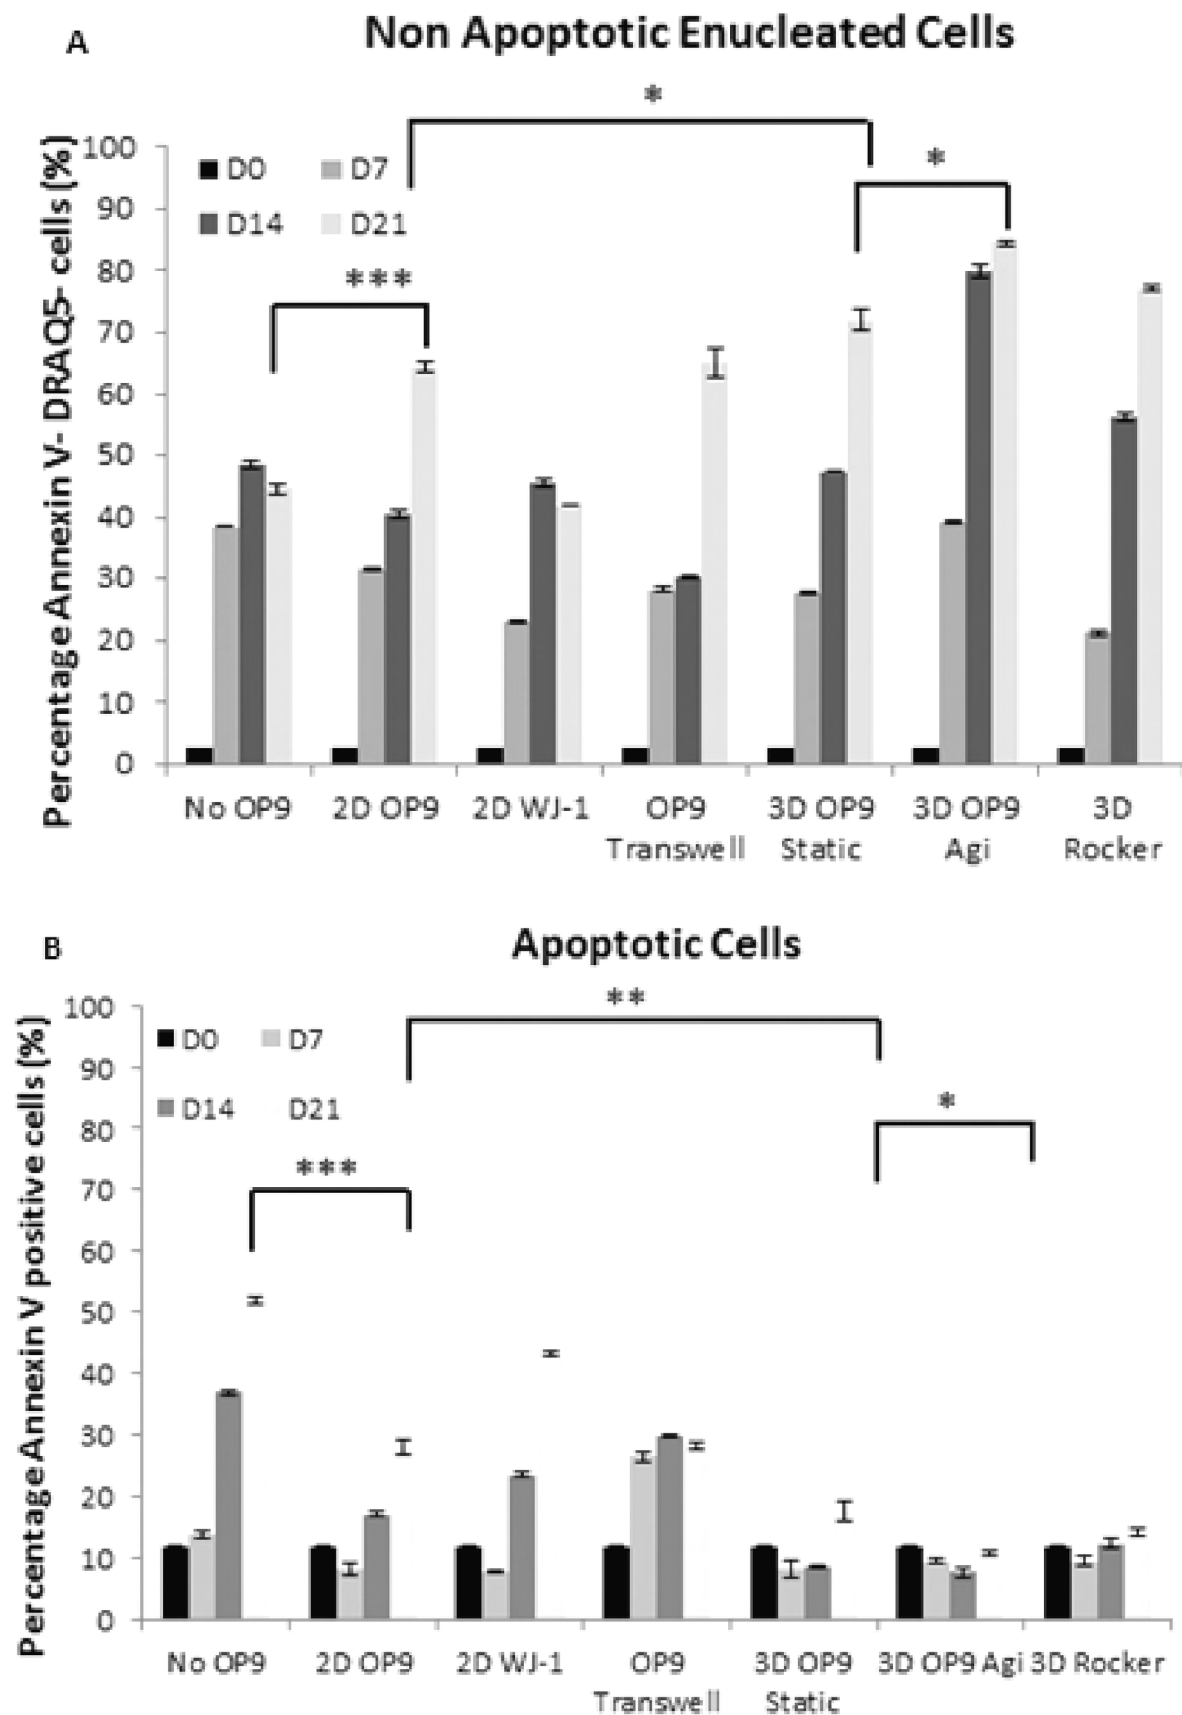 A
Non Apoptotic Enucleated Cells
*
*
***
D0 D7
D14 D21
Percentage Annexin V- DRAQ5- cells (%)
100
90
80
70
60
50
40
30
20
10
0
No OP9 2D OP9 2D WJ-1 OP9 3D OP9 3D OP9 3D
Transwell Static Agi Rocker
B
Apoptotic Cells
**
*
***
D0 D7
D14 D21
Percentage Annexin V positive cells (%)
100
90
80
70
60
50
40
30
20
10
0
No OP9 2D OP9 2D WJ-1 OP9 3D OP9 3D OP9 Agi 3D Rocker
Transwell Static